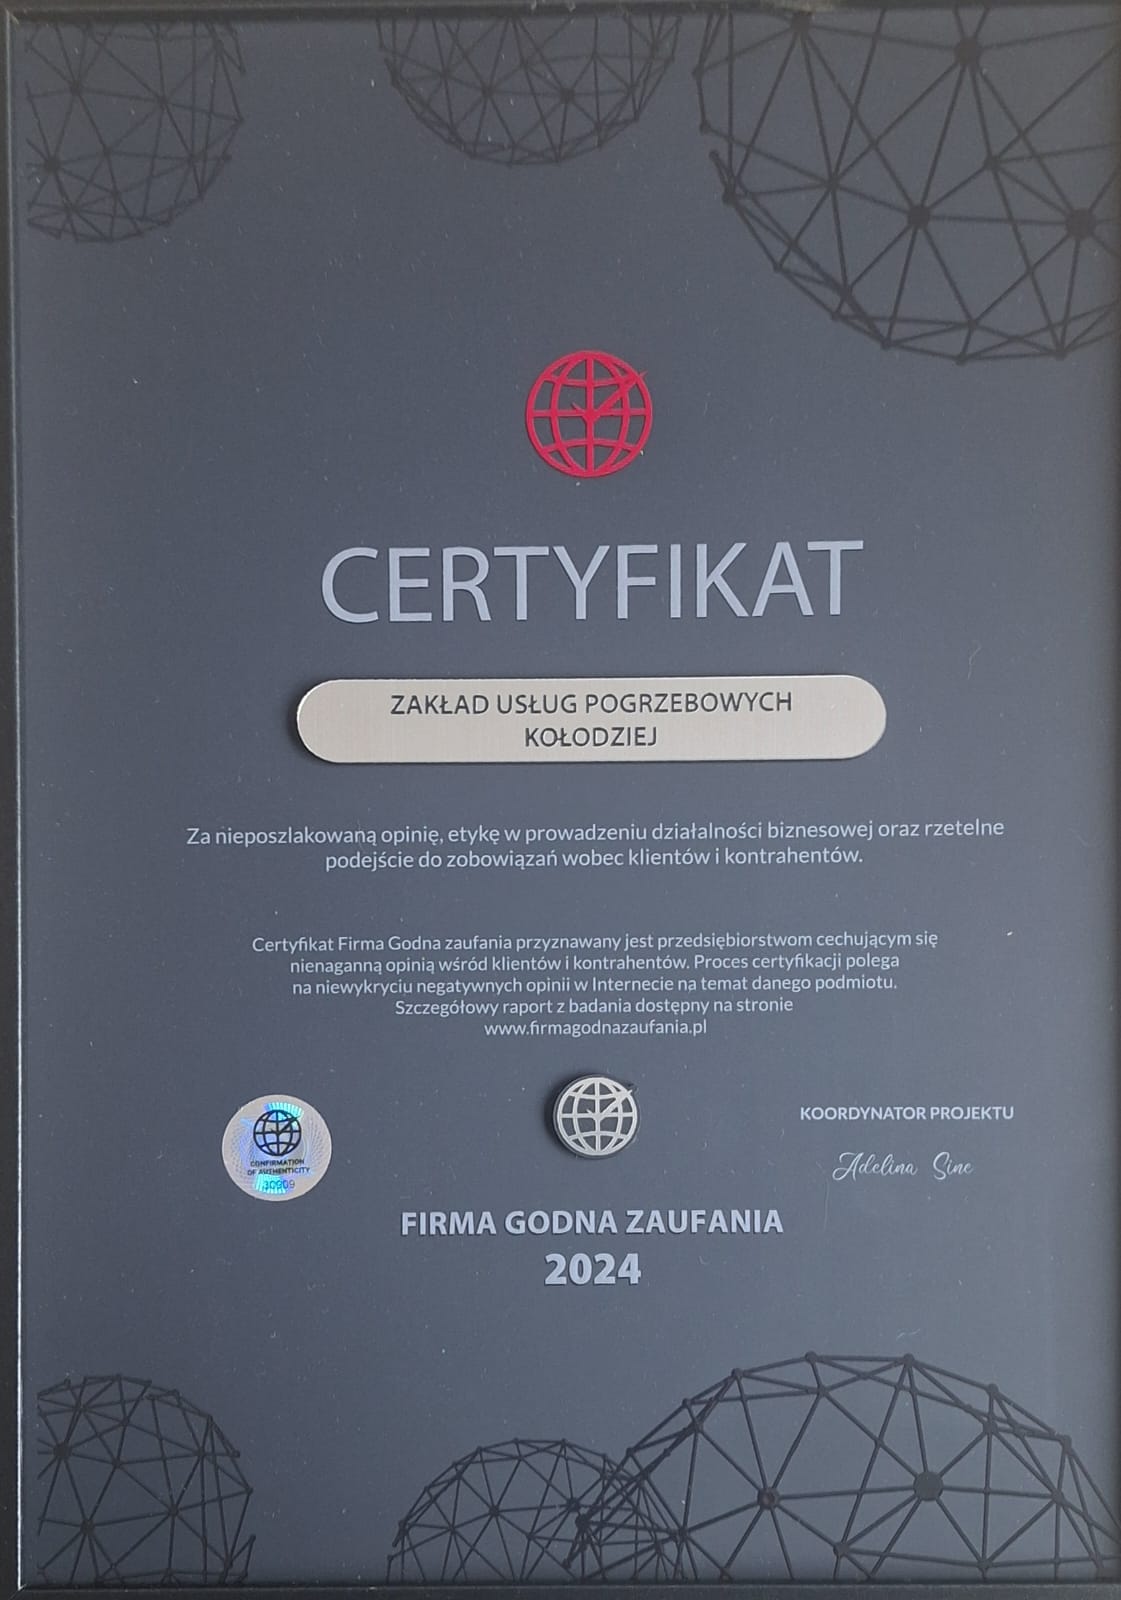 CERTYFIKAT
ZAKŁAD USŁUG POGRZEBOWYCH
KOŁODZIEJ
Za nieposzlakowaną opinię, etykę w prowadzeniu działalności biznesowej oraz rzetelne
podejście do zobowiązań wobec klientów i kontrahentów.
Certyfikat Firma Godna zaufania przyznawany jest przedsiębiorstwom cechującym się
nienaganną opinią wśród klientów i kontrahentów. Proces certyfikacji polega
na niewykryciu negatywnych opinii w Internecie na temat danego podmiotu.
Szczegółowy raport z badania dostępny na stronie
www.firmagodnazaufania.pl
CONFIRMATION
OF AUTHENTICITY
30909
KOORDYNATOR PROJEKTU
Adelina Sine
FIRMA GODNA ZAUFANIA
2024